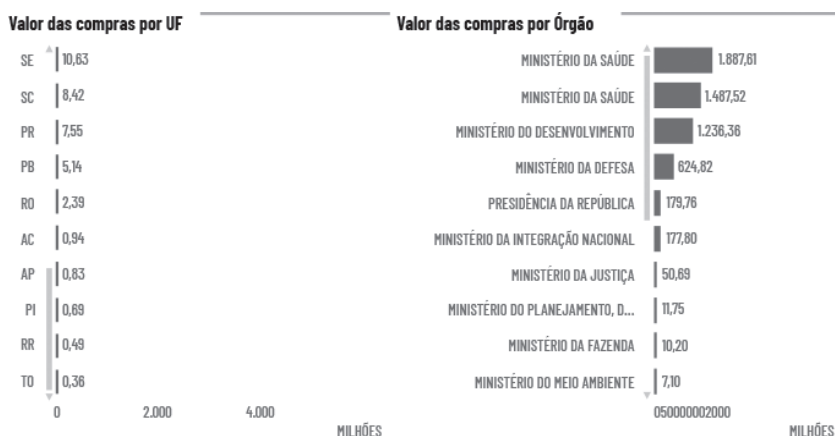 Valor das compras por UF
SE 10,63
SC 8,42
PR 7,55
PB 5,14
RO 2,39
AC 0,94
AP 0,83
PI 0,69
RR 0,49
TO 0,36
0 2.000 4.000
MILHÕES
Valor das compras por Órgão
MINISTÉRIO DA SAÚDE 1.887,61
MINISTÉRIO DA SAÚDE 1.487,52
MINISTÉRIO DO DESENVOLVIMENTO 1.236,36
MINISTÉRIO DA DEFESA 624,82
PRESIDÊNCIA DA REPÚBLICA 179,76
MINISTÉRIO DA INTEGRAÇÃO NACIONAL 177,80
MINISTÉRIO DA JUSTIÇA 50,69
MINISTÉRIO DO PLANEJAMENTO, D... 11,75
MINISTÉRIO DA FAZENDA 10,20
MINISTÉRIO DO MEIO AMBIENTE 7,10
050000002000
MILHÕES